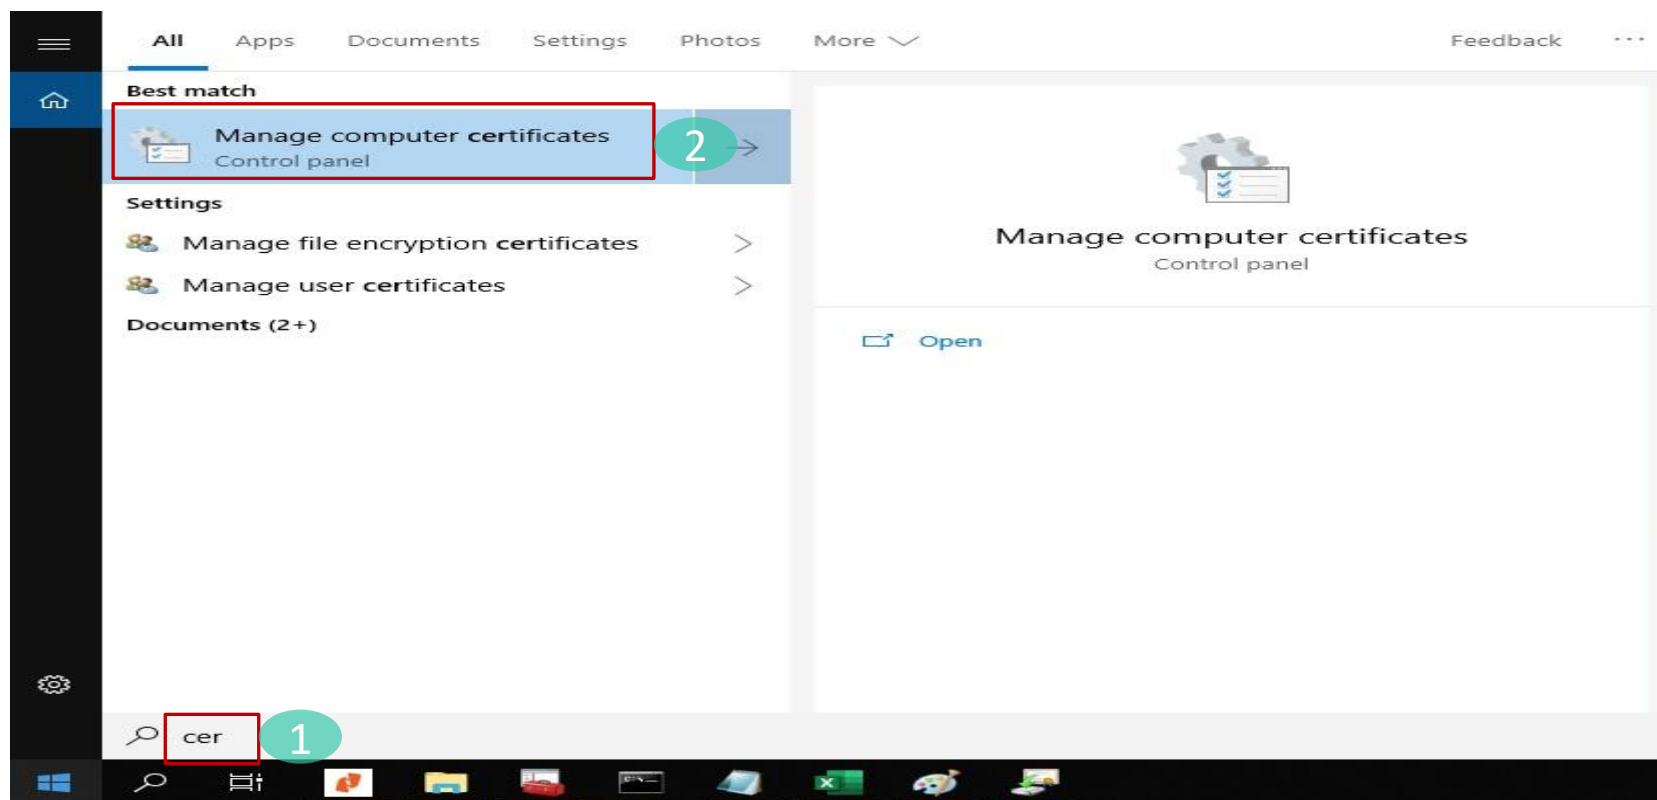 All Apps Documents Settings Photos More Feedback ...
Best match
Manage computer certificates
Control panel
2
Settings
Manage file encryption certificates
Manage user certificates
Documents (2+)
Manage computer certificates
Control panel
Open
cer
1